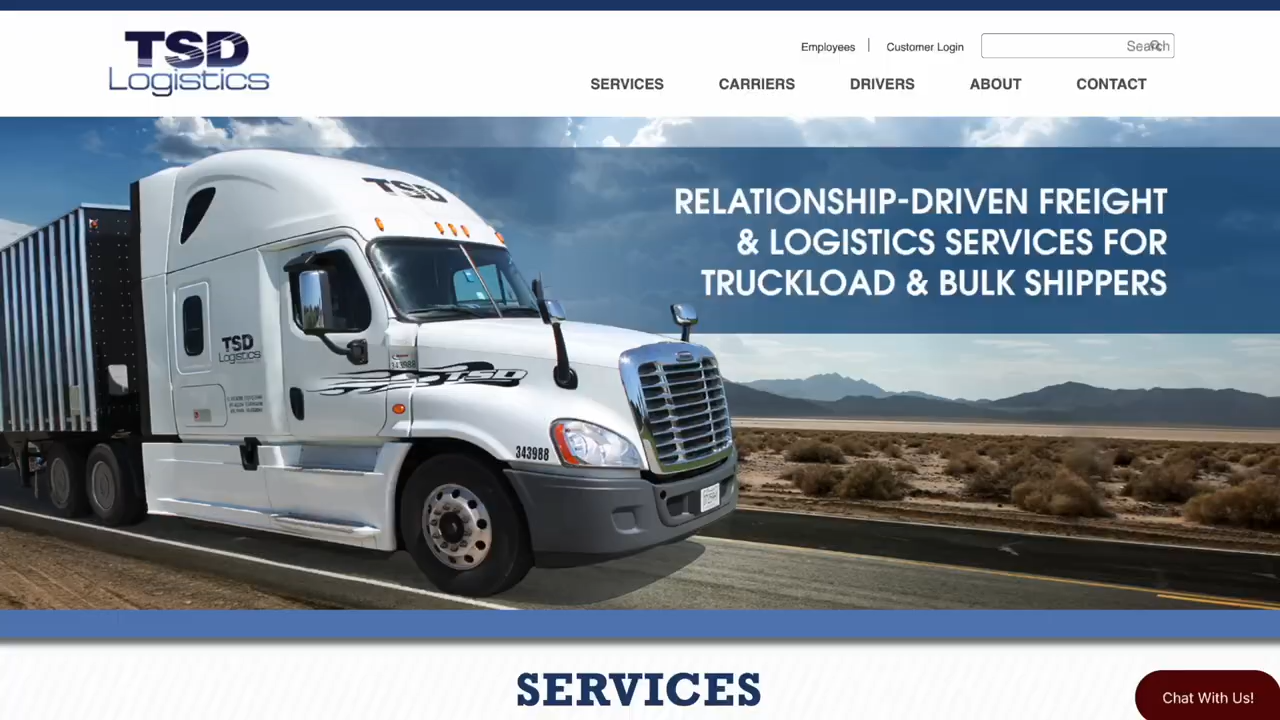 TSD
Logistics
Employees
Customer Login
Search
SERVICES
CARRIERS
DRIVERS
ABOUT
CONTACT
RELATIONSHIP-DRIVEN FREIGHT
& LOGISTICS SERVICES FOR
TRUCKLOAD & BULK SHIPPERS
TSD
TSD
Logistics
343988
TSD
343988
SERVICES
Chat With Us!